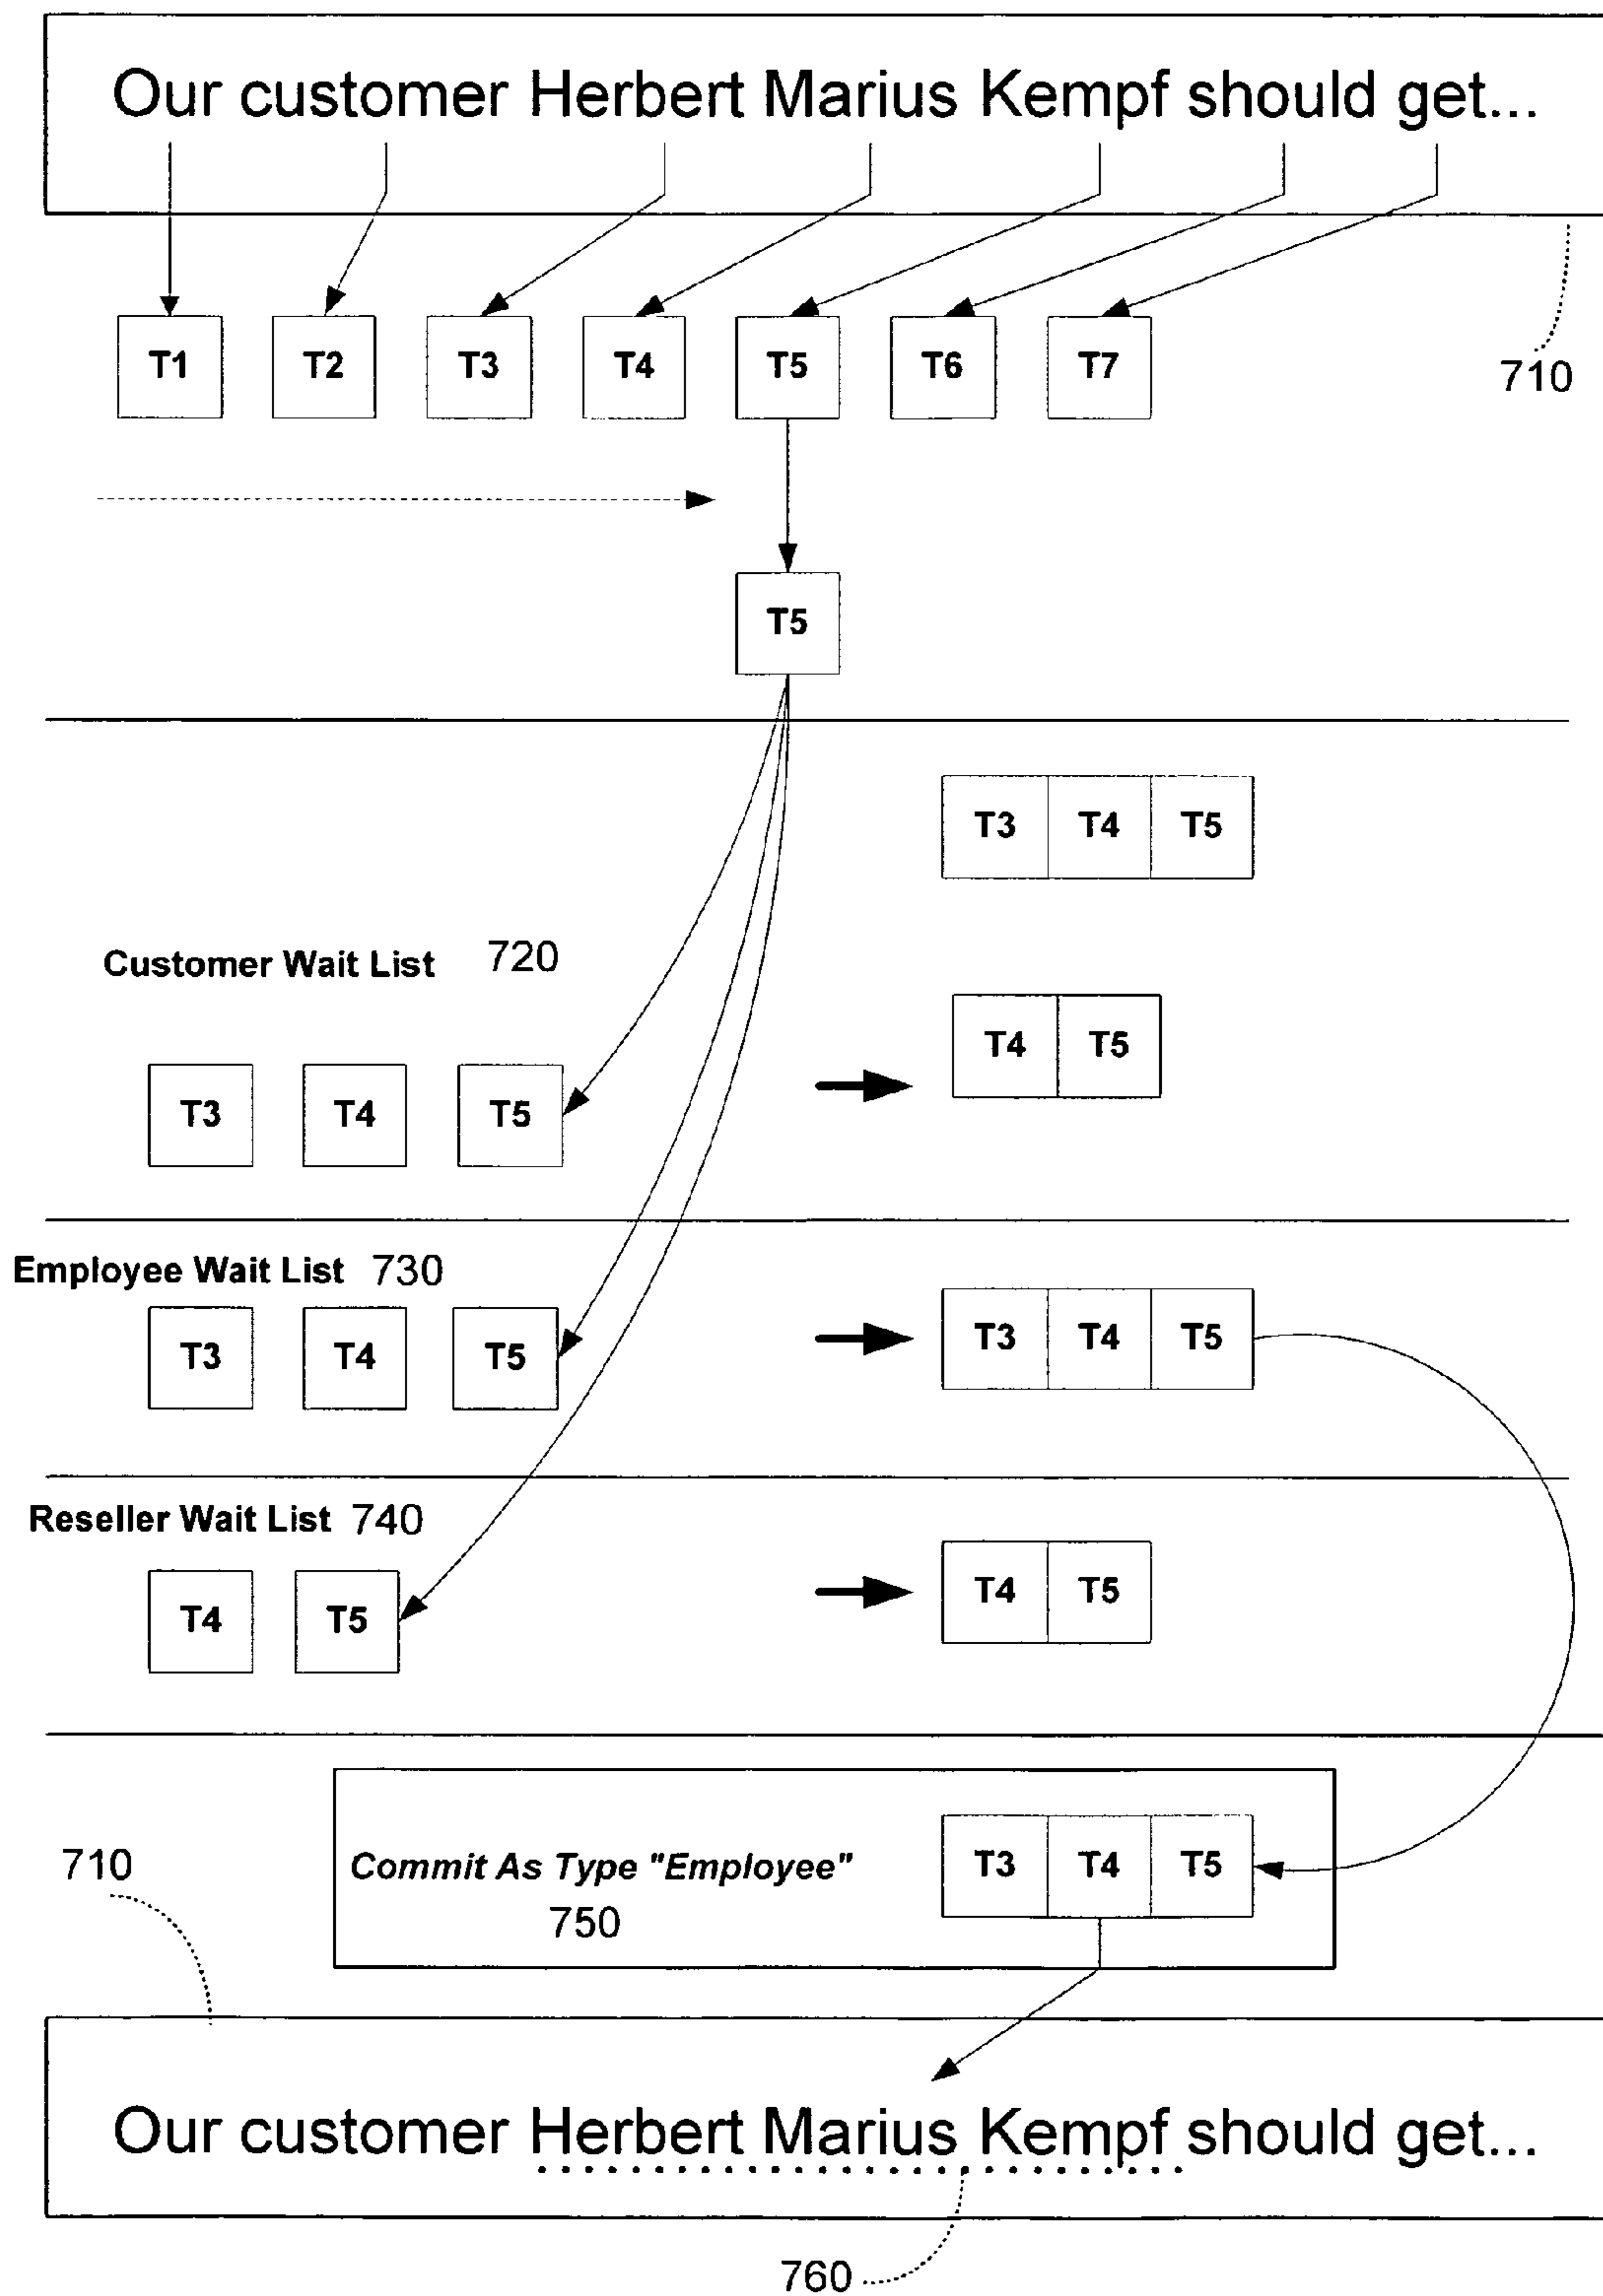 Our customer Herbert Marius Kempf should get...
T1 T2 T3 T4 T5 T6 T7
710
T5
T3 T4 T5
Customer Wait List 720
T4 T5
T3 T4 T5
Employee Wait List 730
T3 T4 T5
T3 T4 T5
Reseller Wait List 740
T4 T5
T4 T5
710
Commit As Type "Employee"
T3 T4 T5
750
Our customer Herbert Marius Kempf should get...
760